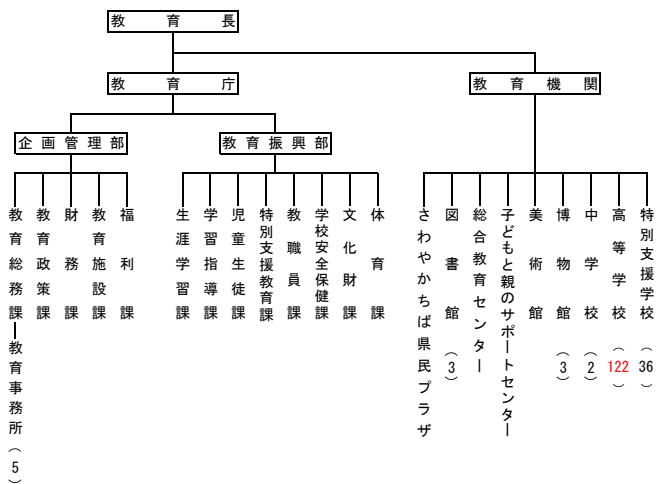 教育長
教育庁
教育機関
企画管理部
教育振興部
教育総務課
教育政策課
財務課
教育施設課
福利課
生涯学習課
学習指導課
児童生徒課
特別支援教育課
教職員課
学校安全保健課
文化財課
体育課
さわやかちば県民プラザ
図書館（3）
総合教育センター
子どもと親のサポートセンター
美術館
博物館（3）
中学校（2）
高等学校（122）
特別支援学校（36）
教育事務所（5）